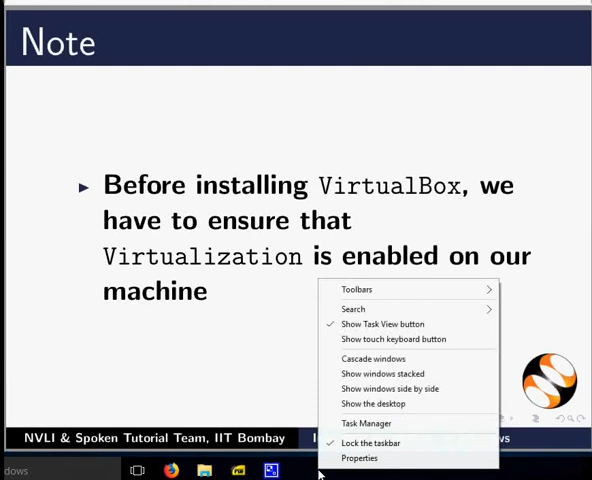 Note
Before installing VirtualBox, we
have to ensure that
Virtualization is enabled on our
machine
Toolbars
Search
Show Task View button
Show touch keyboard button
Cascade windows
Show windows stacked
Show windows side by side
Show the desktop
Task Manager
Lock the taskbar
Properties
NVLI & Spoken Tutorial Team, IIT Bombay
ws
dows